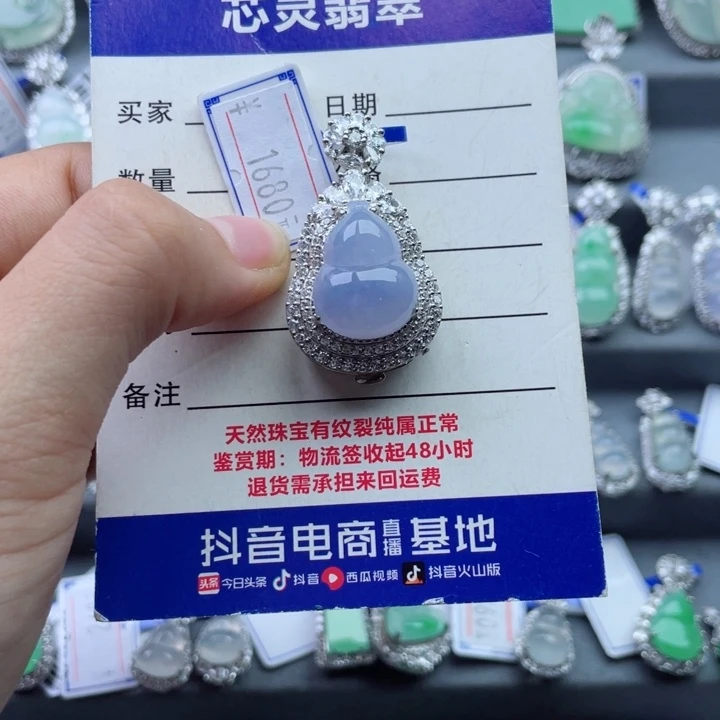 芯灵翡翠
买家
日期
数量
备注
¥
1680
天然珠宝有纹裂纯属正常
鉴赏期：物流签收起48小时
退货需承担来回运费
抖音电商直播基地
头条 今日头条 抖音 西瓜视频 抖音火山版